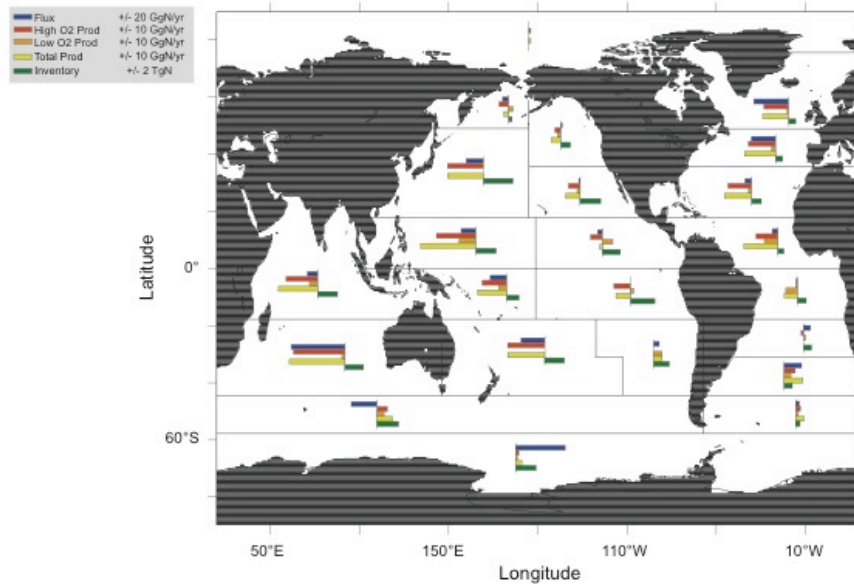 Flux +/- 20 GgN/yr
High O2 Prod +/- 10 GgN/yr
Low O2 Prod +/- 10 GgN/yr
Total Prod +/- 10 GgN/yr
Inventory +/- 2 TgN
Latitude
0°
60°S
50°E 150°E 110°W 10°W
Longitude